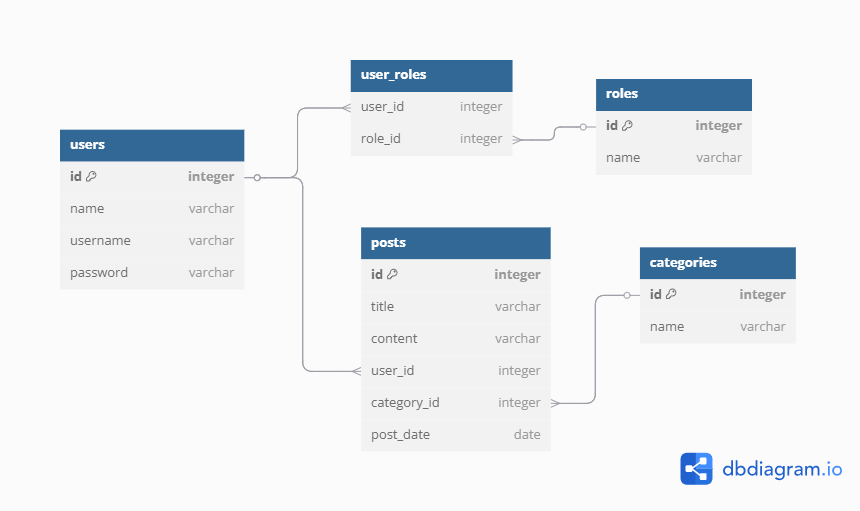 users
id integer
name varchar
username varchar
password varchar
user_roles
user_id integer
role_id integer
roles
id integer
name varchar
posts
id integer
title varchar
content varchar
user_id integer
category_id integer
post_date date
categories
id integer
name varchar
dbdiagram.io